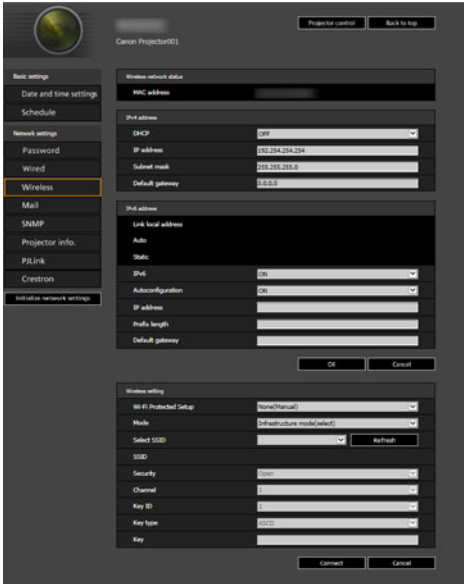 Projector control
Back to top
Canon Projector001
Basic settings
Date and time settings
Schedule
Network settings
Password
Wired
Wireless
Mail
SNMP
Projector info.
PJLink
Crestron
Initialize network settings
Wireless network status
MAC address
IPv4 address
DHCP OFF
IP address 192.254.254.254
Subnet mask 255.255.255.0
Default gateway 0.0.0.0
IPv6 address
Link local address
Auto
Static
IPv6 ON
Autoconfiguration ON
IP address
Prefix length
Default gateway
OK Cancel
Wireless setting
Wi-Fi Protected Setup None(Manual)
Mode Infrastructure mode(select)
Select SSID Refresh
SSID
Security Open
Channel 1
Key ID 1
Key type ASCII
Key
Connect Cancel